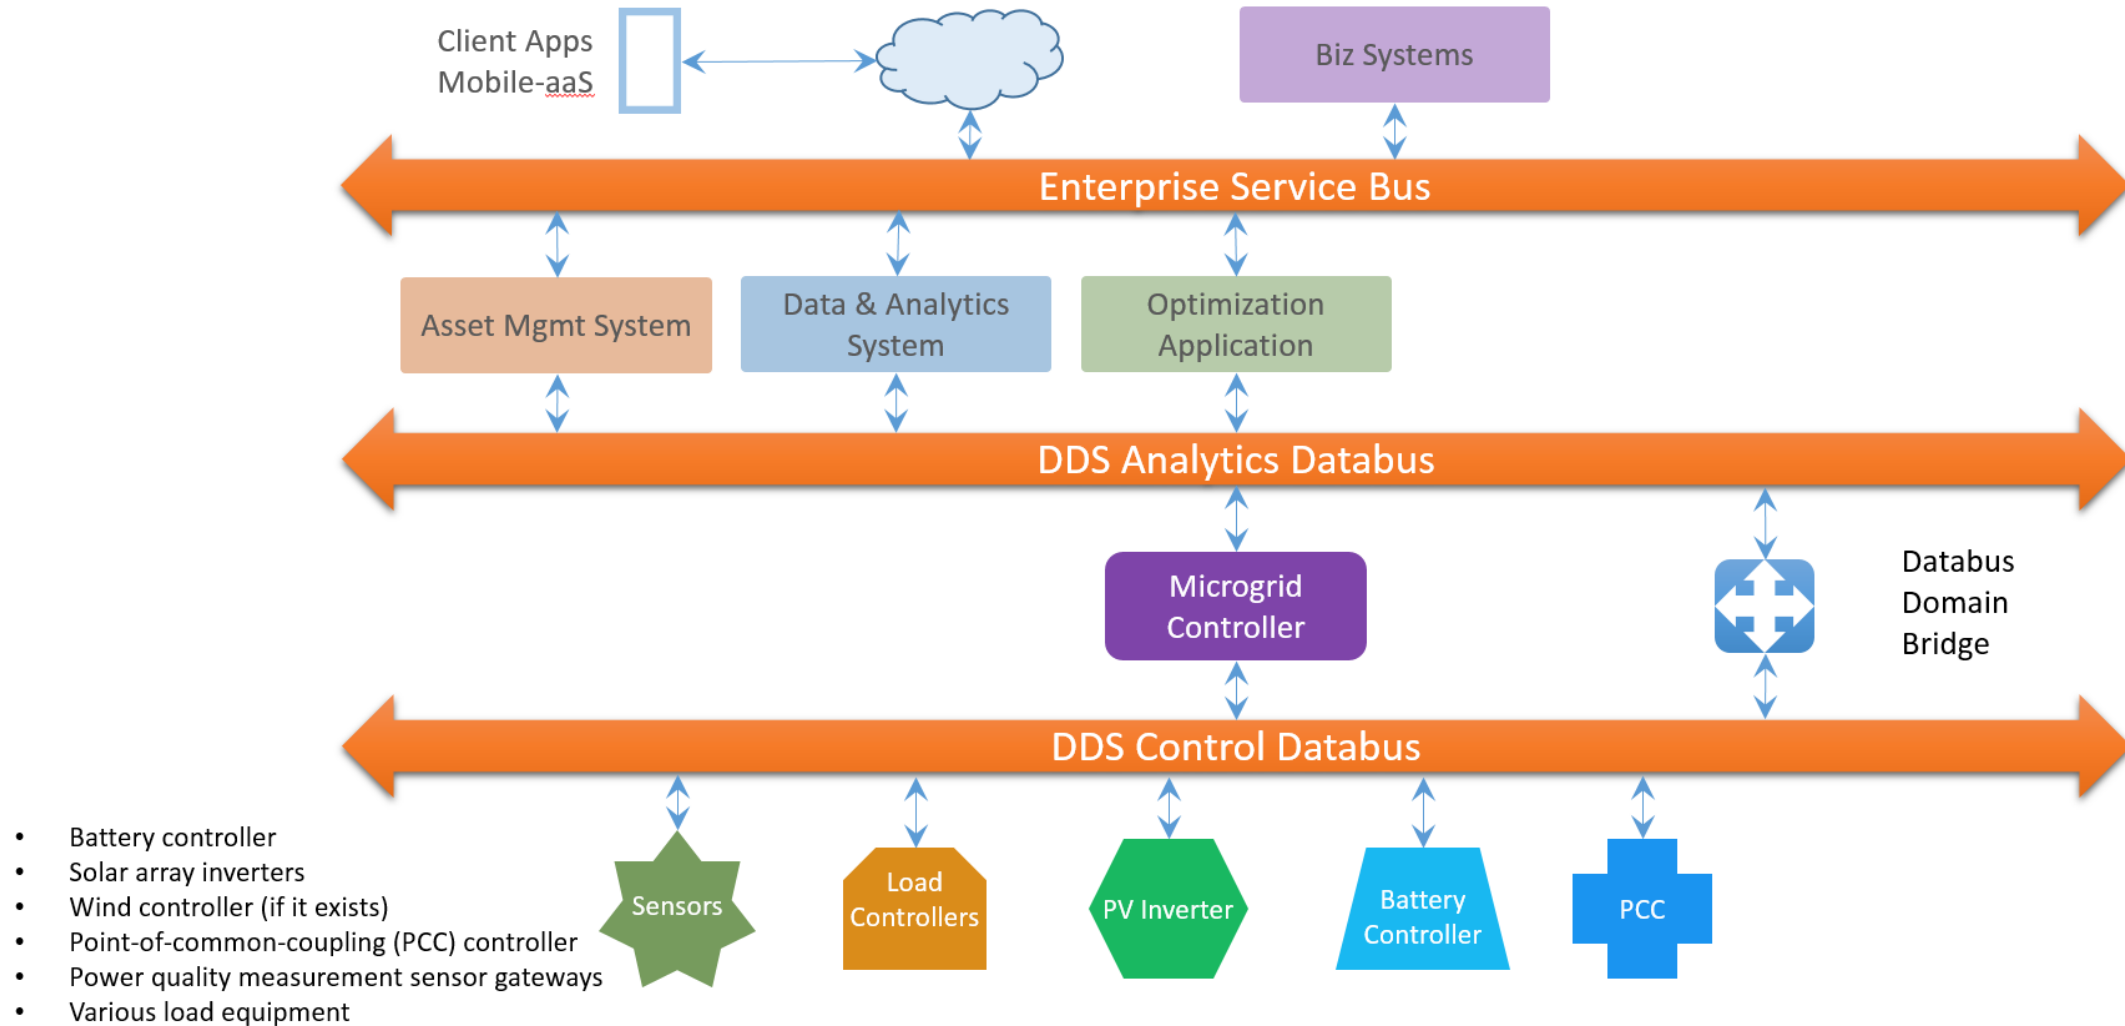 Client Apps
Mobile-aaS
Biz Systems
Enterprise Service Bus
Asset Mgmt System
Data & Analytics
System
Optimization
Application
DDS Analytics Databus
Microgrid
Controller
Databus
Domain
Bridge
DDS Control Databus
• Battery controller
• Solar array inverters
• Wind controller (if it exists)
• Point-of-common-coupling (PCC) controller
• Power quality measurement sensor gateways
• Various load equipment
Sensors
Load
Controllers
PV Inverter
Battery
Controller
PCC